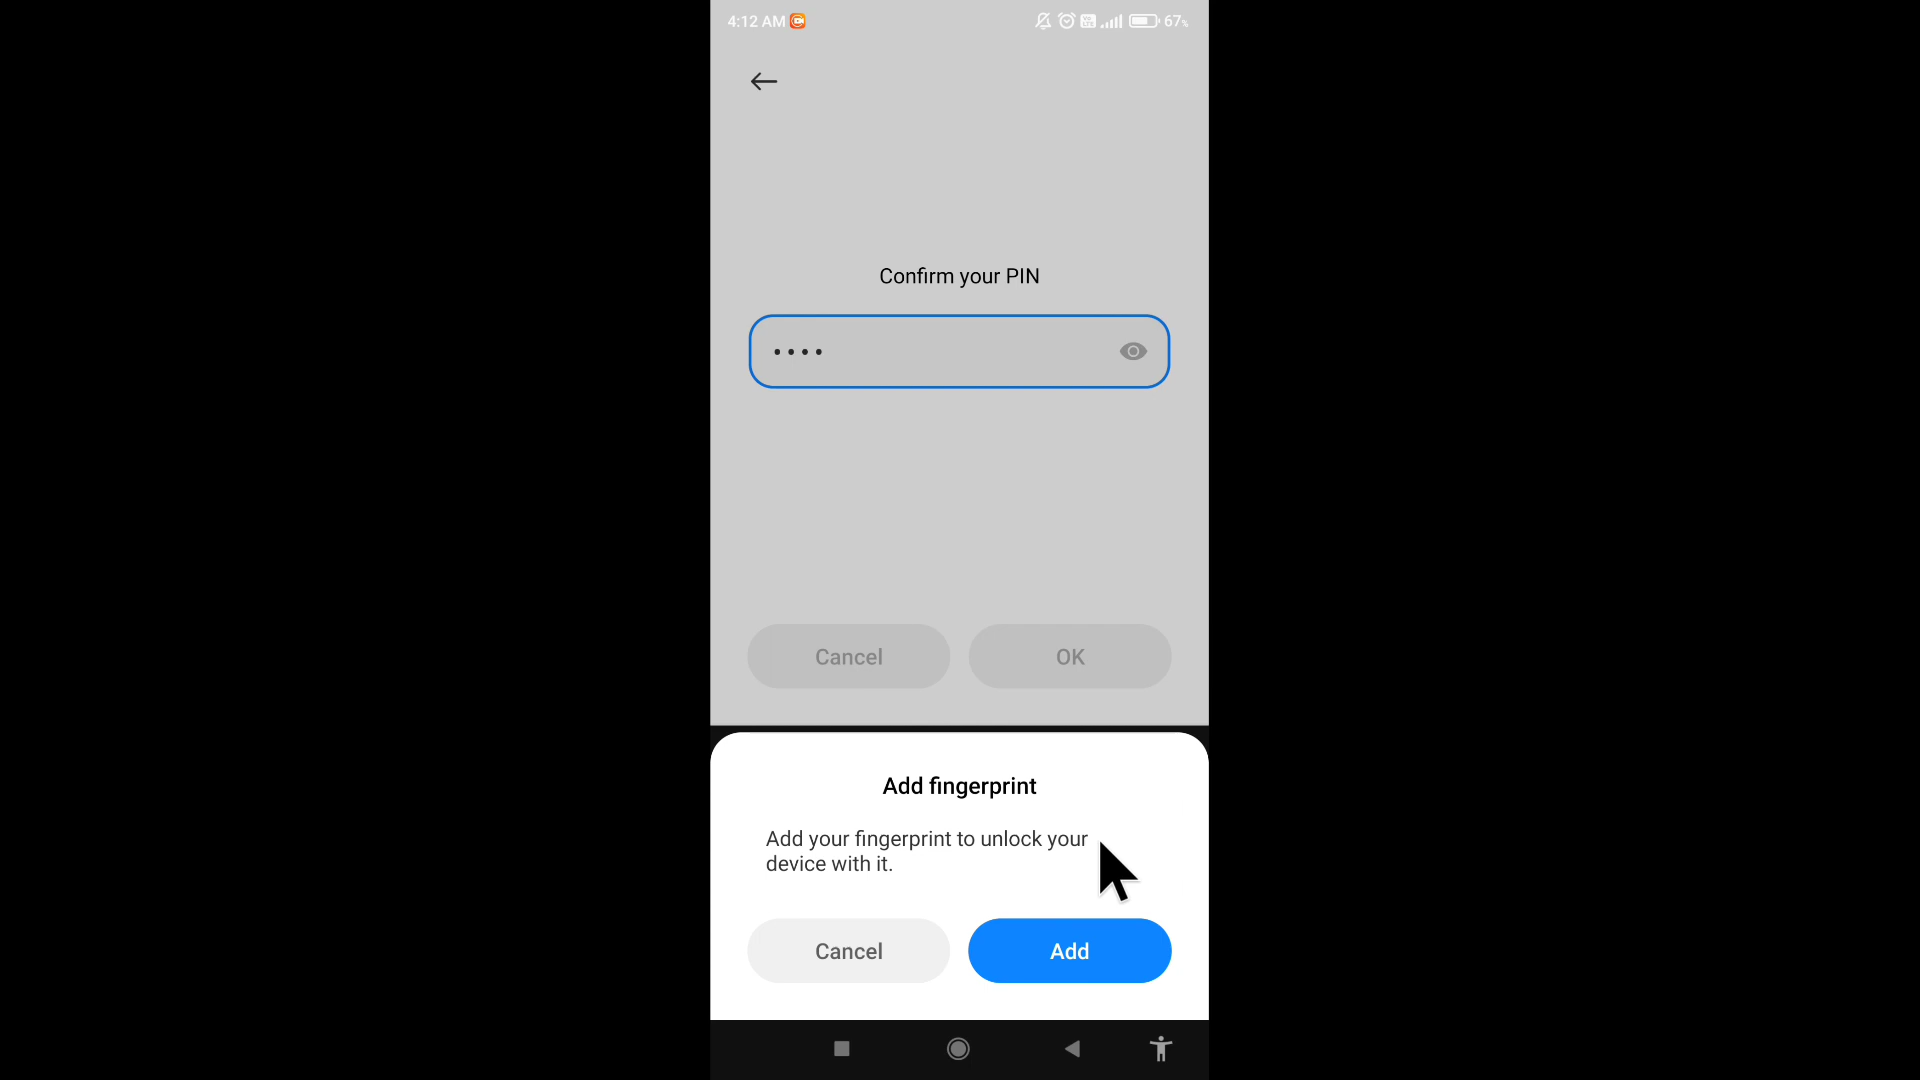 4:12 AM 67%
Confirm your PIN
Cancel OK
Add fingerprint
Add your fingerprint to unlock your
device with it.
Cancel Add